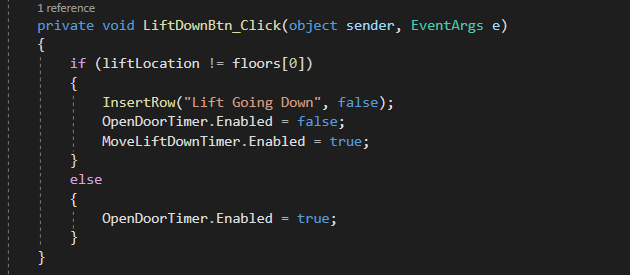 1 reference
private void LiftDownBtn_Click(object sender, EventArgs e)
{
if (liftLocation != floors[0])
{
InsertRow("Lift Going Down", false);
OpenDoorTimer.Enabled = false;
MoveLiftDownTimer.Enabled = true;
}
else
{
OpenDoorTimer.Enabled = true;
}
}